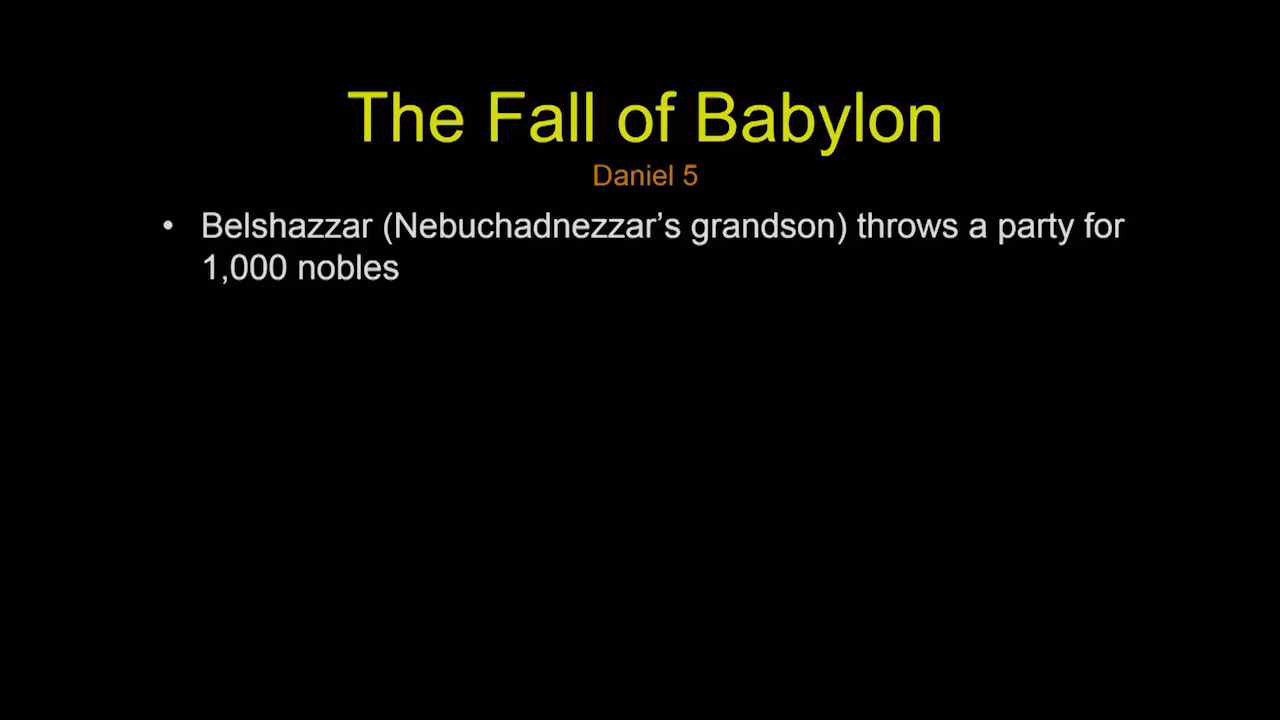 The Fall of Babylon
Daniel 5
• Belshazzar (Nebuchadnezzar’s grandson) throws a party for
1,000 nobles